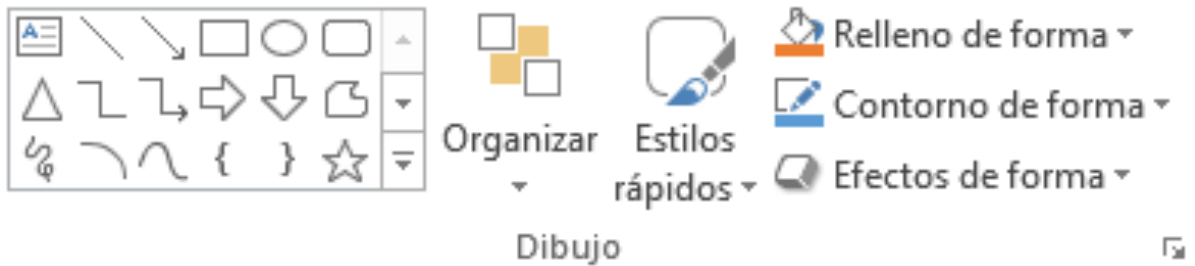 A
{ }
Organizar
Estilos
rápidos
Relleno de forma
Contorno de forma
Efectos de forma
Dibujo